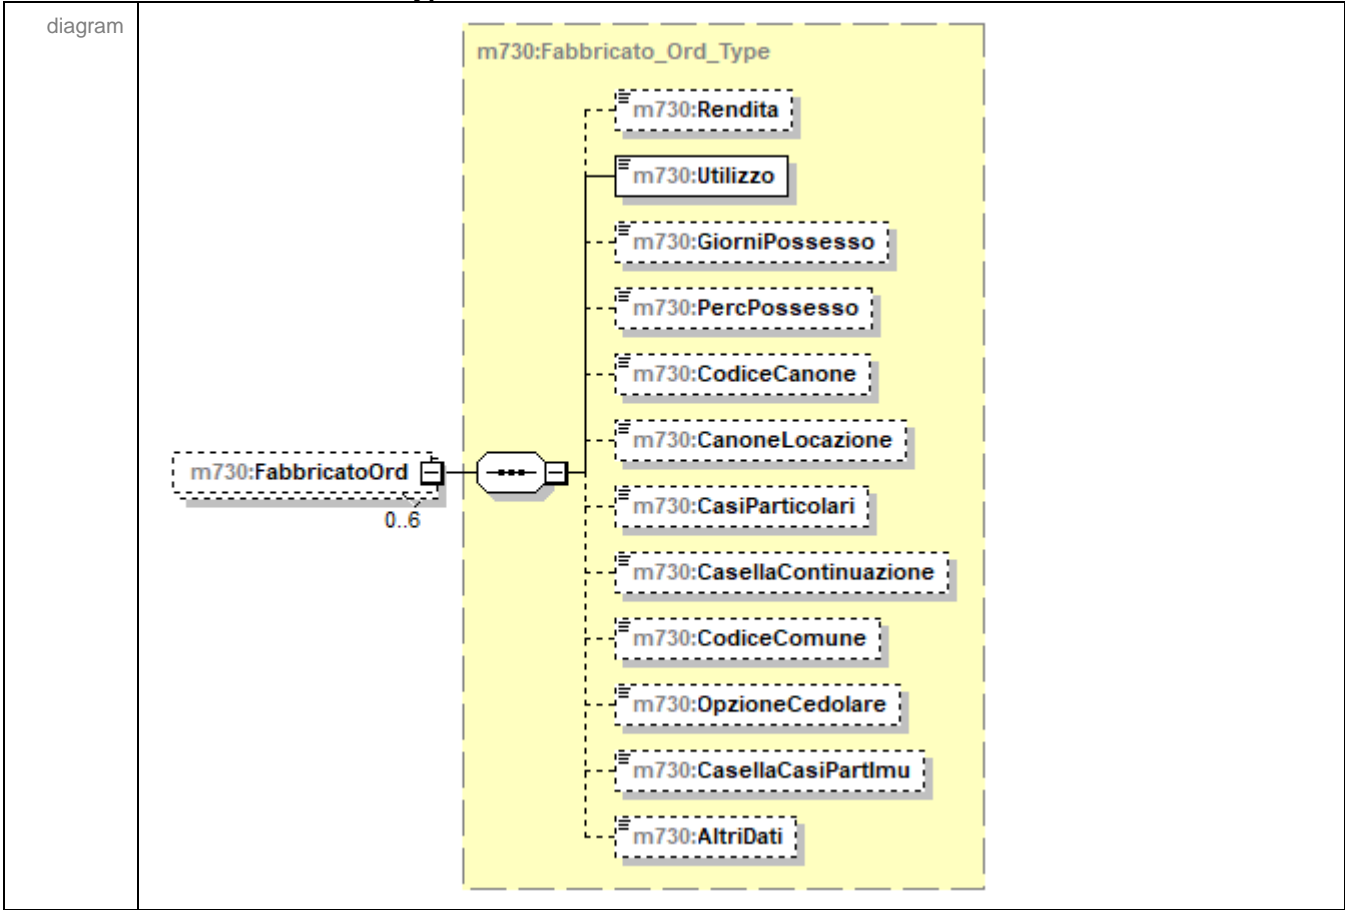 diagram
m730:Fabbricato_Ord_Type
m730:Rendita
m730:Utilizzo
m730:GiorniPossesso
m730:PercPossesso
m730:CodiceCanone
m730:CanoneLocazione
m730:FabbricatoOrd
0..6
m730:CasiParticolari
m730:CasellaContinuazione
m730:CodiceComune
m730:OpzioneCedolare
m730:CasellaCasiPartImu
m730:AltriDati